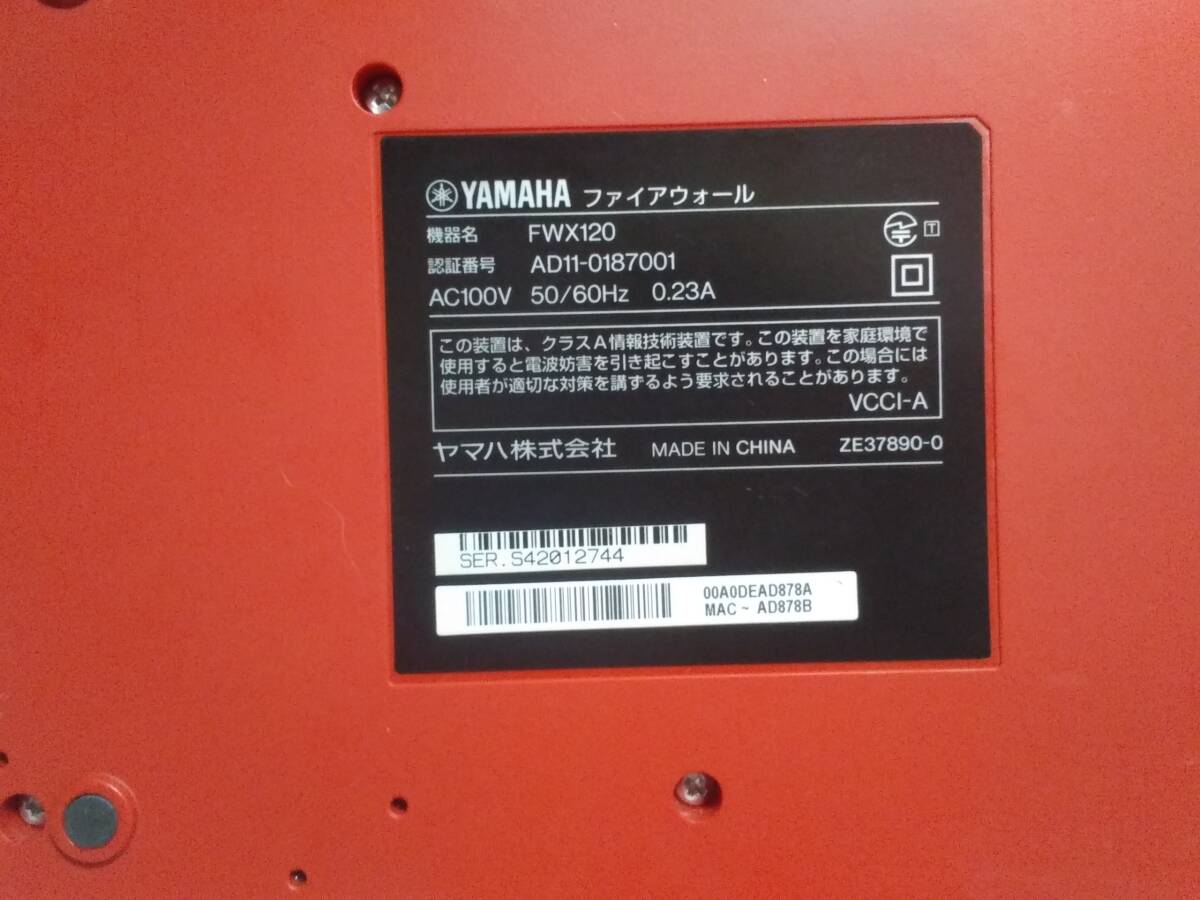 YAMAHA ファイアウォール
機器名 FWX120
T
認証番号 AD11-0187001
AC100V 50/60Hz 0.23A
この装置は、クラスA情報技術装置です。この装置を家庭環境で
使用すると電波妨害を引き起こすことがあります。この場合には
使用者が適切な対策を講ずるよう要求されることがあります。
VCCI-A
ヤマハ株式会社 MADE IN CHINA ZE37890-0
SER.S42012744
00A0DEAD878A
MAC ~ AD878B